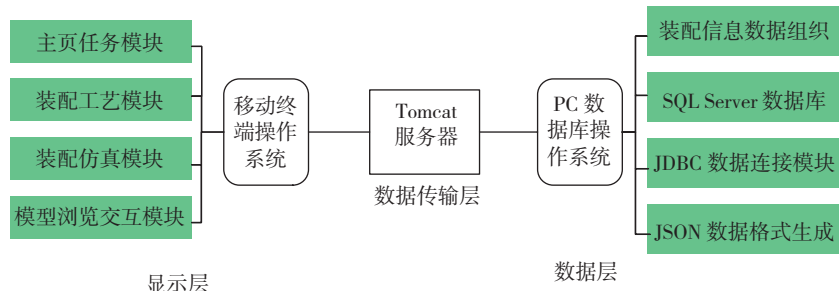 主页任务模块
装配工艺模块
装配仿真模块
模型浏览交互模块
移动终
端操作
系统
Tomcat
服务器
数据传输层
PC 数
据库操
作系统
装配信息数据组织
SQL Server 数据库
JDBC 数据连接模块
JSON 数据格式生成
显示层
数据层